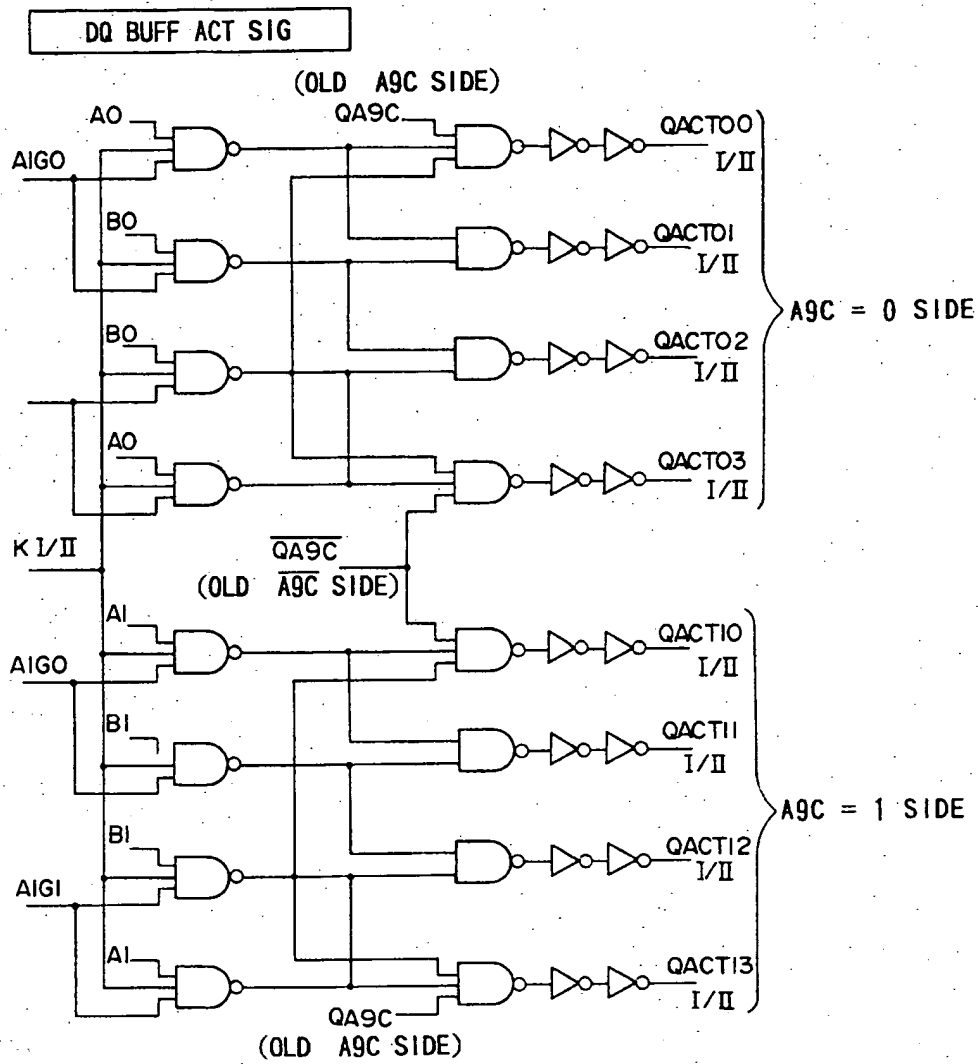 DQ BUFF ACT SIG
(OLD A9C SIDE)
QA9C
A0
AIG0
QACT00
I/II
B0
QACT01
I/II
A9C = 0 SIDE
B0
QACT02
I/II
A0
QACT03
I/II
K I/II
QA9C
(OLD A9C SIDE)
A1
AIG0
QACT10
I/II
B1
QACT11
I/II
A9C = 1 SIDE
B1
AIG1
QACT12
I/II
A1
QACT13
I/II
QA9C
(OLD A9C SIDE)